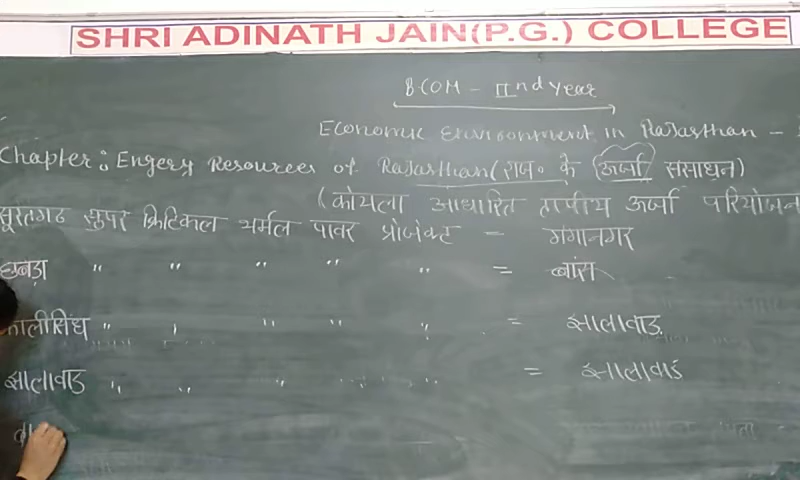 SHRI ADINATH JAIN(P.G.) COLLEGE
B.COM - IInd Year
Economic Environment in Rajasthan -
Chapter: Engery Resources of Rajasthan (राज० के ऊर्जा संसाधन)
(कोयला आधारित तापीय ऊर्जा परियोजन
सूरतगढ सुपर क्रिटिकल थर्मल पावर प्रोजेक्ट - गंगानगर
छबड़ा " " " " " = बांरा
कालीसिंध " " " " " = झालावाड
झालावाड " " " " " = झालावाड